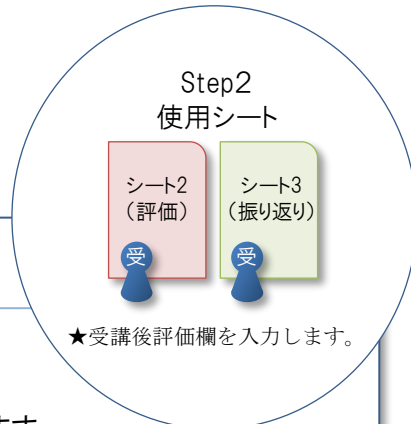 Step2
使用シート
シート2
（評価）
シート3
（振り返り）
受
受
★受講後評価欄を入力します。